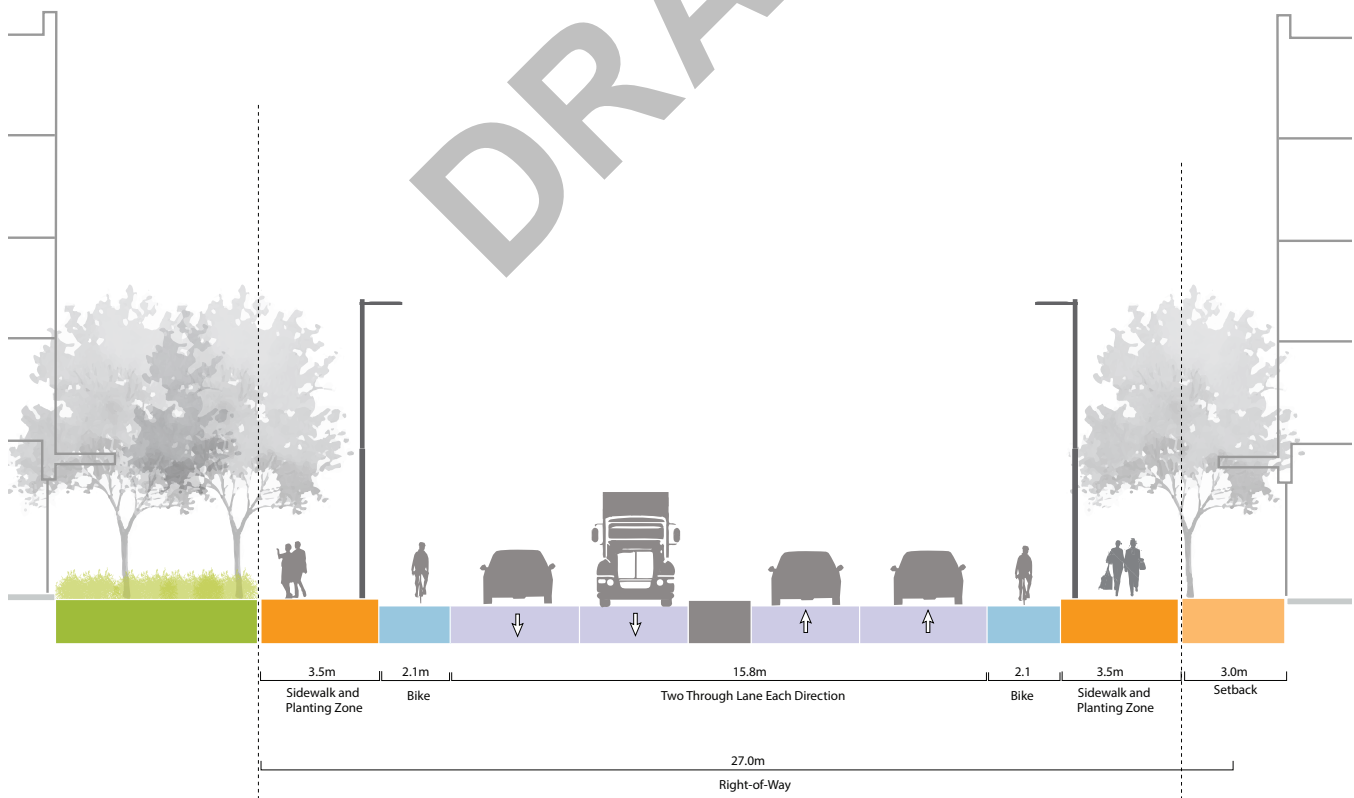 DRA
3.5m
2.1m
15.8m
2.1
3.5m
3.0m
Sidewalk and
Planting Zone
Bike
Two Through Lane Each Direction
Bike
Sidewalk and
Planting Zone
Setback
27.0m
Right-of-Way